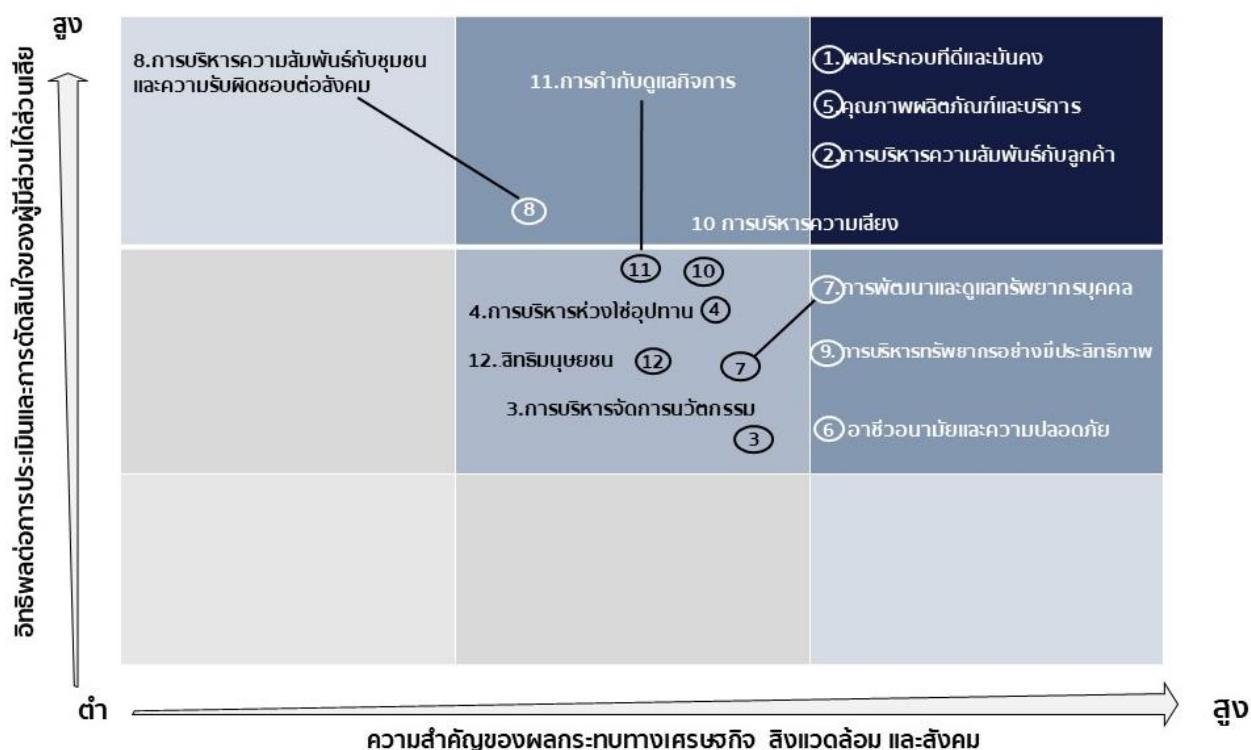 สูง
อิทธิพลต่อการประเมินและการตัดสินใจของผู้มีส่วนได้ส่วนเสีย
8.การบริหารความสัมพันธ์กับชุมชน
และความรับผิดชอบต่อสังคม
11.การกำกับดูแลกิจการ
1.ผลประกอบที่ดีและมันคง
5.คุณภาพผลิตภัณฑ์และบริการ
2.การบริหารความสัมพันธ์กับลูกค้า
8
10 การบริหารความเสียง
11
10
7.การพัฒนาและดูแลทรัพยากรบุคคล
4.การบริหารห่วงโซ่อุปทาน
4
12.สิทธิมนุษยชน
12
7
9.การบริหารทรัพยากรอย่างมีประสิทธิภาพ
3.การบริหารจัดการนวัตกรรม
3
6 อาชีวอนามัยและความปลอดภัย
ตำ
สูง
ความสำคัญของผลกระทบทางเศรษฐกิจ สิงแวดล้อม และสังคม